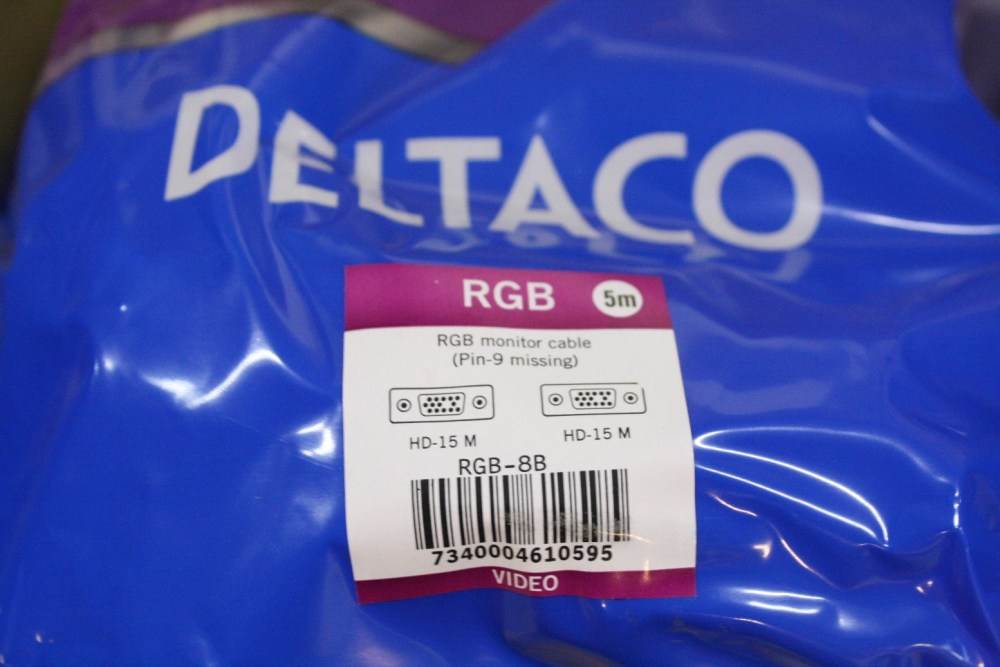 DELTACO
RGB 5m
RGB monitor cable
(Pin-9 missing)
HD-15 M HD-15 M
RGB-8B
7340004610595
VIDEO